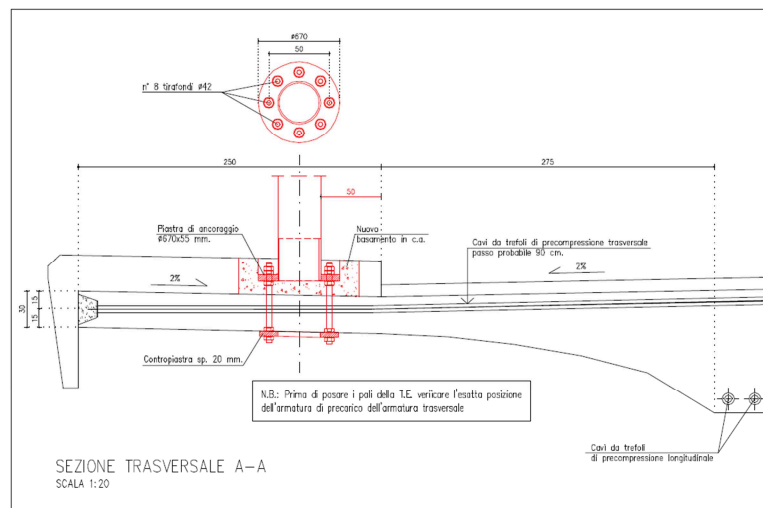 ø670
50
n° 8 tirafondi ø42
250
275
50
Piastra di ancoraggio
ø670x55 mm.
Nuovo
basamento in c.a.
Cavi da trefoli di precompressione trasversale
passo probabile 90 cm.
2%
2%
30
15
15
Contropiastra sp. 20 mm.
N.B.: Prima di posare i pali della T.E. verificare l'esatta posizione
dell'armatura di precarico dell'armatura trasversale
Cavi da trefoli
di precompressione longitudinale
SEZIONE TRASVERSALE A-A
SCALA 1:20